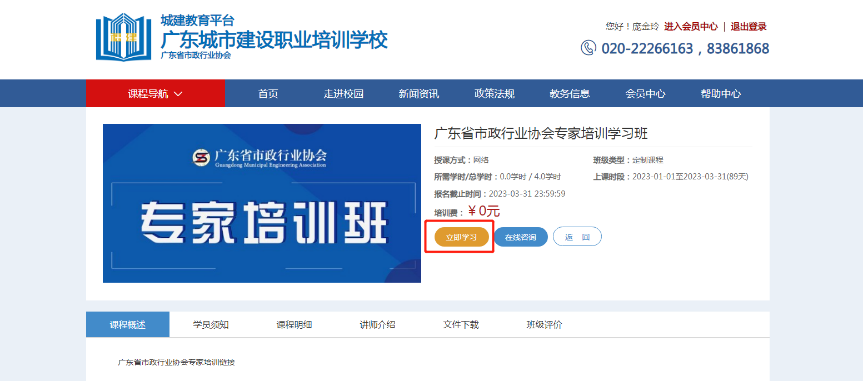 城建教育平台
广东城市建设职业培训学校
广东省市政行业协会
您好！庞金玲 进入会员中心 | 退出登录
020-22266163，83861868
课程导航 首页 走进校园 新闻资讯 政策法规 教务信息 会员中心 帮助中心
广东省市政行业协会
Guangdong Municipal Engineering Association
专家培训班
广东省市政行业协会专家培训学习班
授课方式：网络 班级类型：定制课程
所需学时/总学时：0.0学时 / 4.0学时 上课时段：2023-01-01至2023-03-31(89天)
报名截止时间：2023-03-31 23:59:59
培训费：￥0元
立即学习 在线咨询 返 回
课程概述 学员须知 课程明细 讲师介绍 文件下载 班级评价
广东省市政行业协会专家培训链接